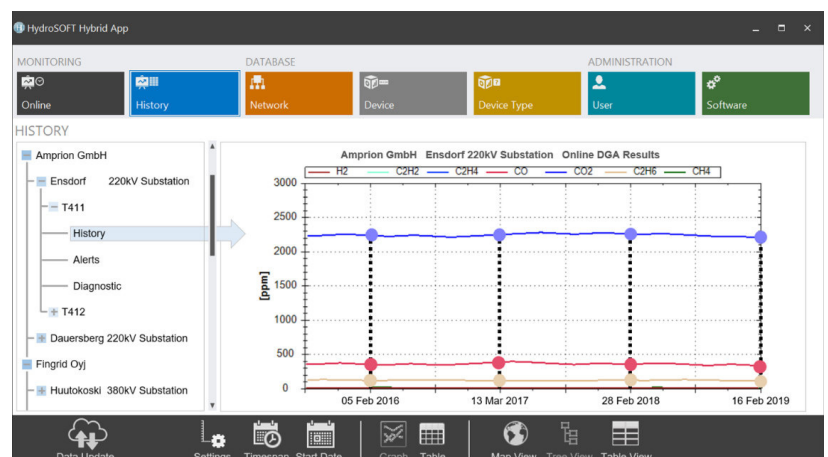 HydroSOFT Hybrid App
MONITORING DATABASE ADMINISTRATION
Online History Network Device Device Type User Software
HISTORY
Amprion GmbH
Ensdorf 220kV Substation
T411
History
Alerts
Diagnostic
T412
Dauersberg 220kV Substation
Fingrid Oyj
Huutokoski 380kV Substation
Amprion GmbH Ensdorf 220kV Substation Online DGA Results
H2 C2H2 C2H4 CO CO2 C2H6 CH4
3000
2500
2000
1500
1000
500
0
[ppm]
05 Feb 2016 13 Mar 2017 28 Feb 2018 16 Feb 2019
Data Update Settings Timespan Start Date Graph Table Map View Tree View Table View